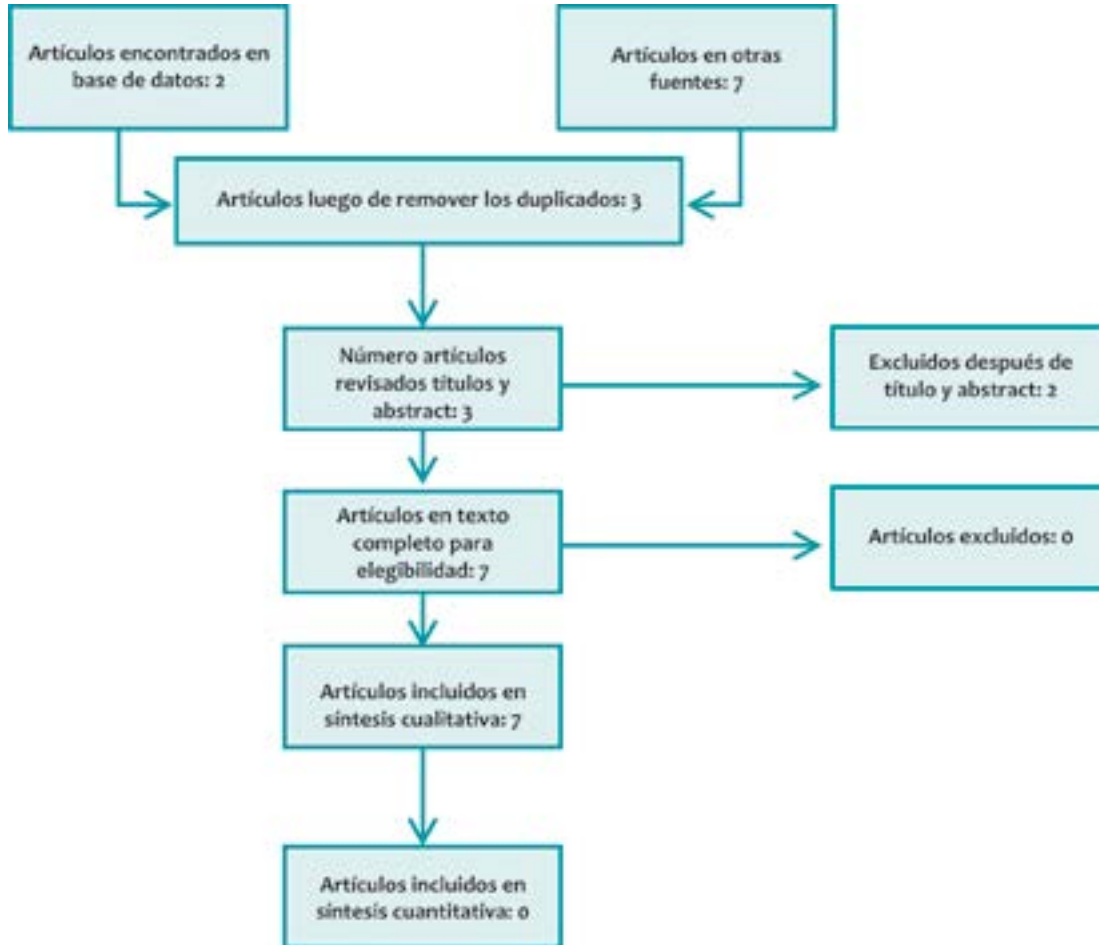 Artículos encontrados en
base de datos: 2
Artículos en otras
fuentes: 7
Artículos luego de remover los duplicados: 3
Número artículos
revisados títulos y
abstract: 3
Excluidos después de
título y abstract: 2
Artículos en texto
completo para
elegibilidad: 7
Artículos excluidos: 0
Artículos incluidos en
síntesis cualitativa: 7
Artículos incluidos en
síntesis cuantitativa: 0